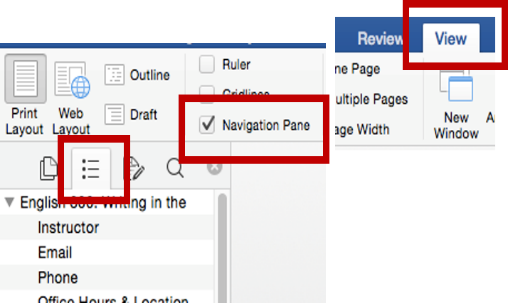 Review View
Outline
Draft
Print Layout
Web Layout
Ruler
Gridlines
Navigation Pane
ne Page
ultiple Pages
age Width
New Window
English 300: Writing in the
Instructor
Email
Phone
Office Hours & Location